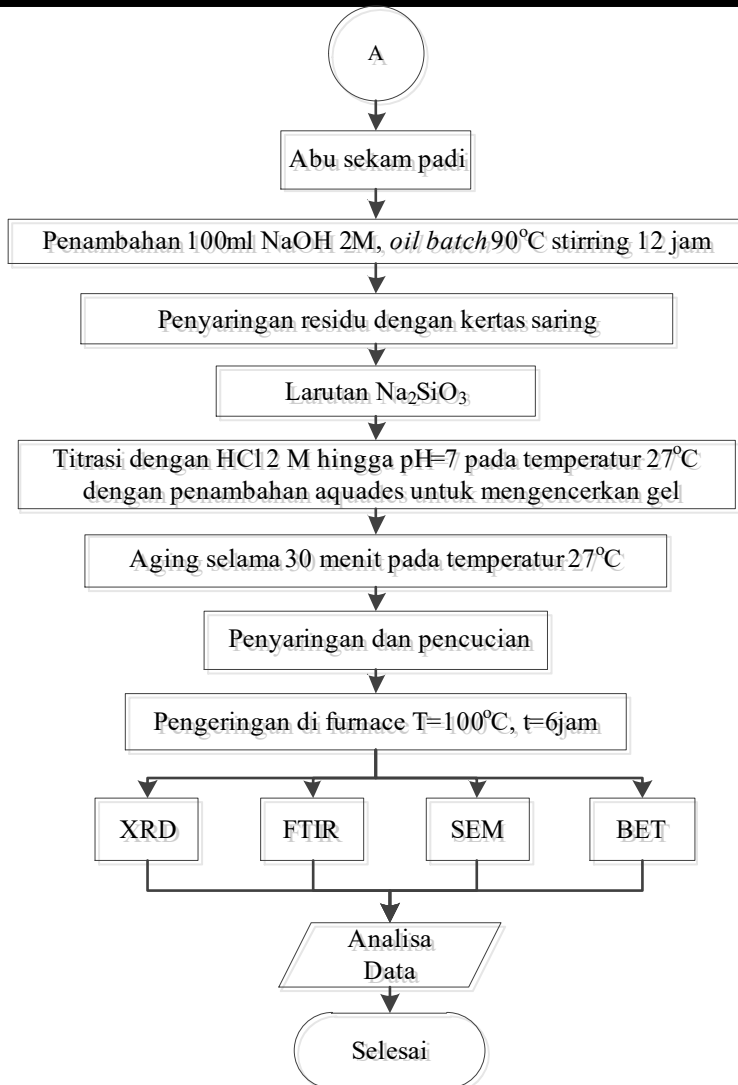 A
Abu sekam padi
Penambahan 100ml NaOH 2M, oil batch 90°C stirring 12 jam
Penyaringan residu dengan kertas saring
Larutan Na₂SiO₃
Titrasi dengan HCl 2 M hingga pH=7 pada temperatur 27°C
dengan penambahan aquades untuk mengencerkan gel
Aging selama 30 menit pada temperatur 27°C
Penyaringan dan pencucian
Pengeringan di furnace T=100°C, t=6jam
XRD FTIR SEM BET
Analisa
Data
Selesai